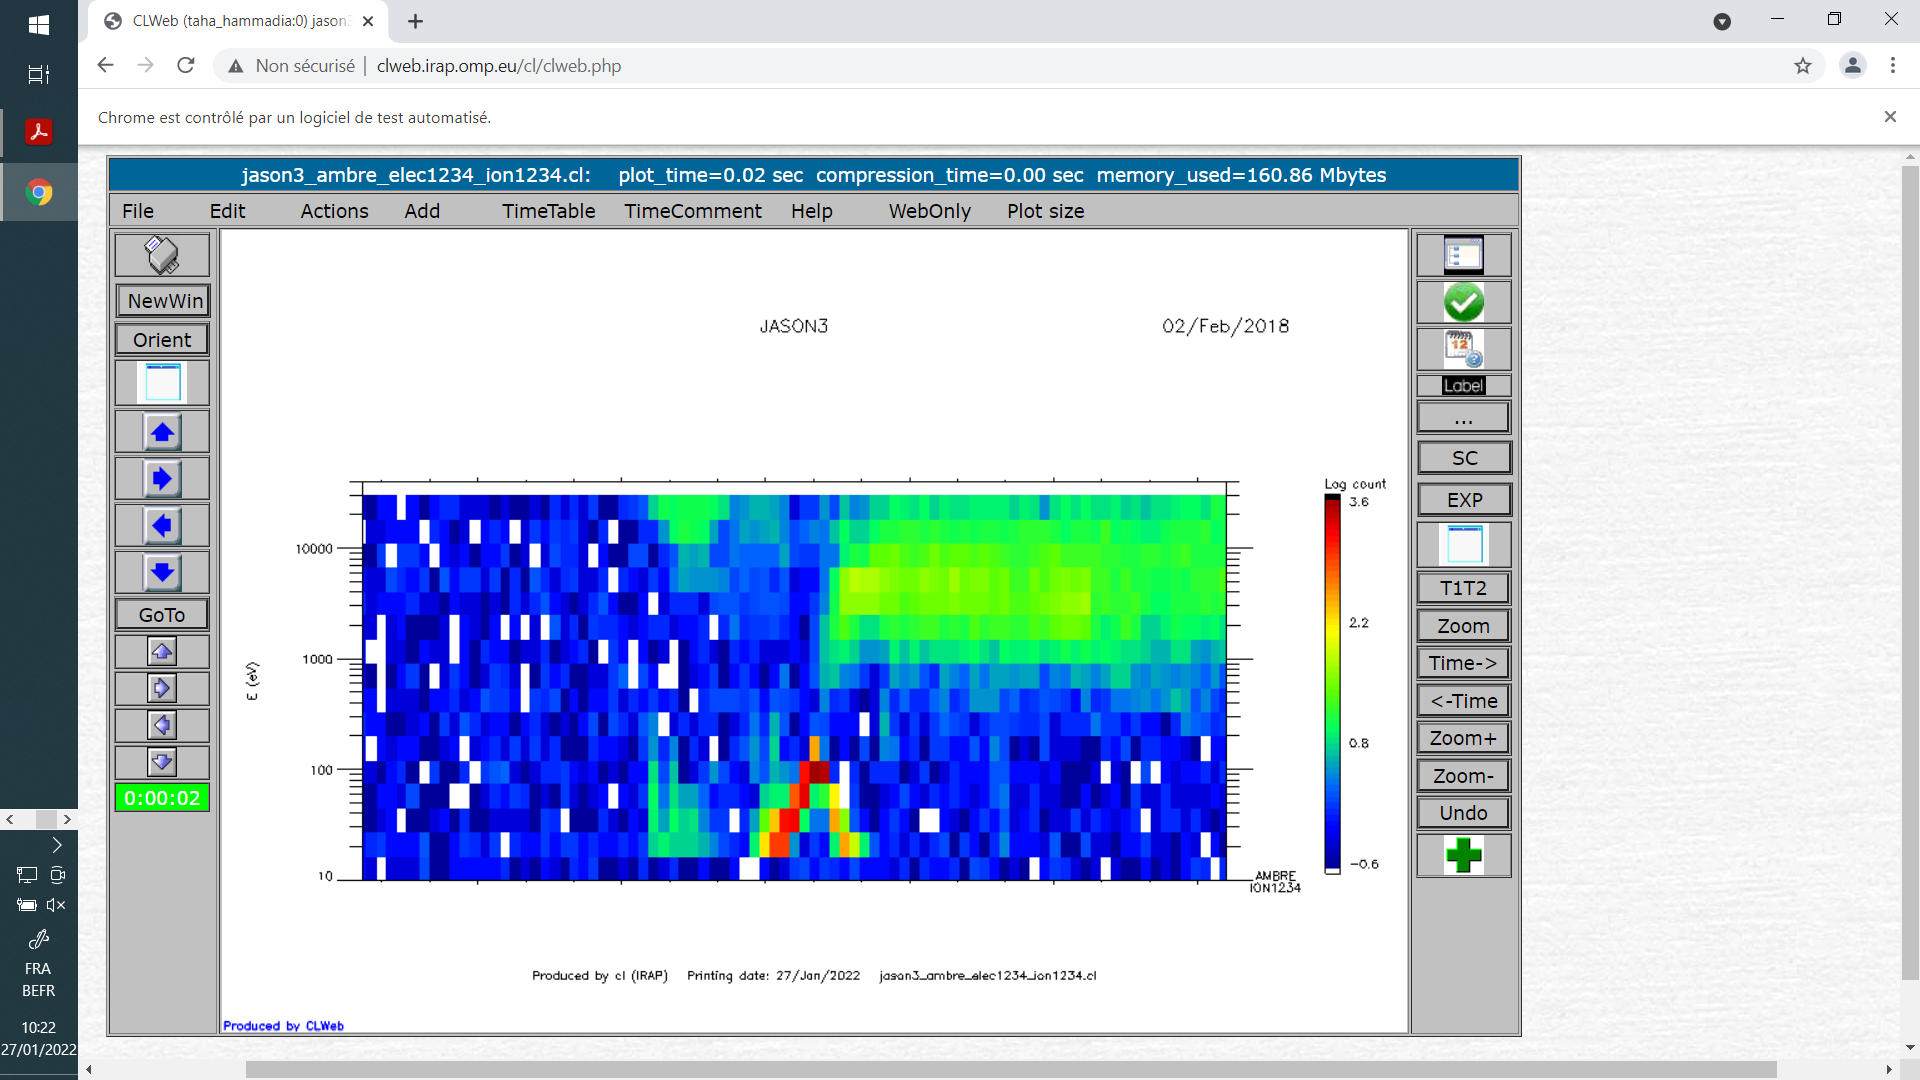 CLWeb (taha_hammadia:0) jason3
Non sécurisé | clweb.irap.omp.eu/cl/clweb.php
Chrome est contrôlé par un logiciel de test automatisé.
jason3_ambre_elec1234_ion1234.cl: plot_time=0.02 sec compression_time=0.00 sec memory_used=160.86 Mbytes
File Edit Actions Add TimeTable TimeComment Help WebOnly Plot size
NewWin
Orient
GoTo
0:00:02
JASON3 02/Feb/2018
Log count
3.6
2.2
0.8
-0.6
10000
1000
100
10
E (eV)
AMBRE
ION1234
Produced by cl (IRAP) Printing date: 27/Jan/2022 jason3_ambre_elec1234_ion1234.cl
Produced by CLWeb
12
Label
...
SC
EXP
T1T2
Zoom
Time->
<-Time
Zoom+
Zoom-
Undo
FRA
BEFR
10:22
27/01/2022